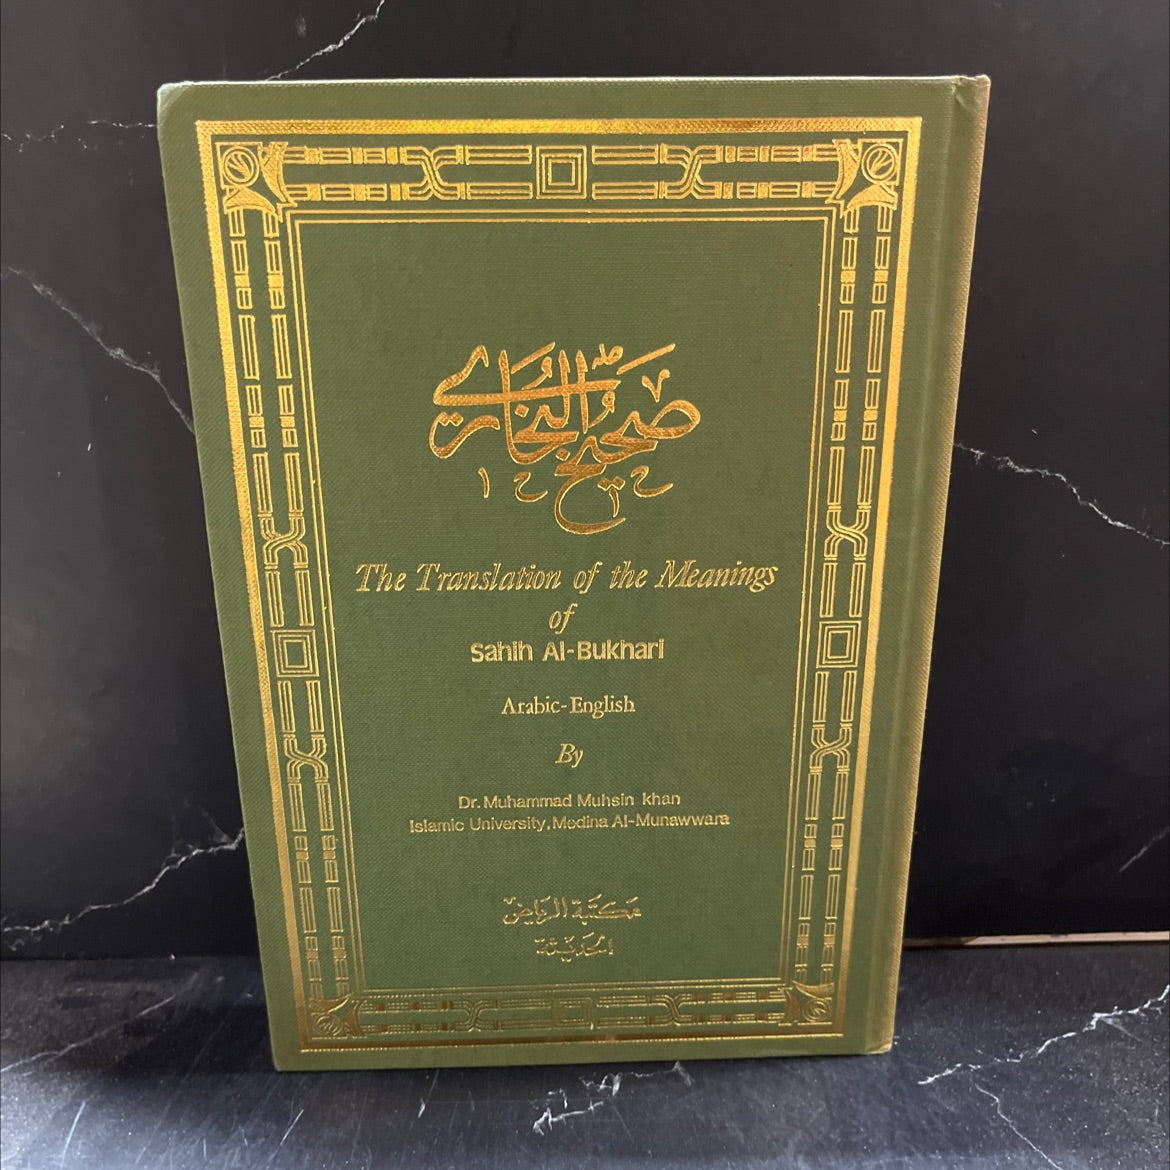 صحيح البخاري
The Translation of the Meanings
of
Sahih Al-Bukhari
Arabic-English
By
Dr. Muhammad Muhsin khan
Islamic University, Medina Al-Munawwara
مكتبة الرياض
الحديثة